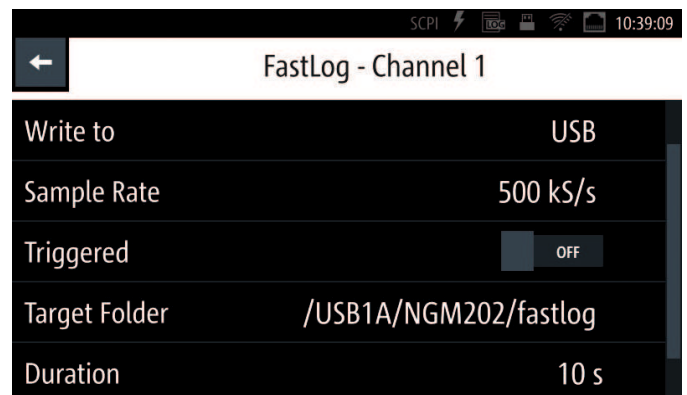 SCPI LOG 10:39:09
FastLog - Channel 1
Write to USB
Sample Rate 500 kS/s
Triggered OFF
Target Folder /USB1A/NGM202/fastlog
Duration 10 s